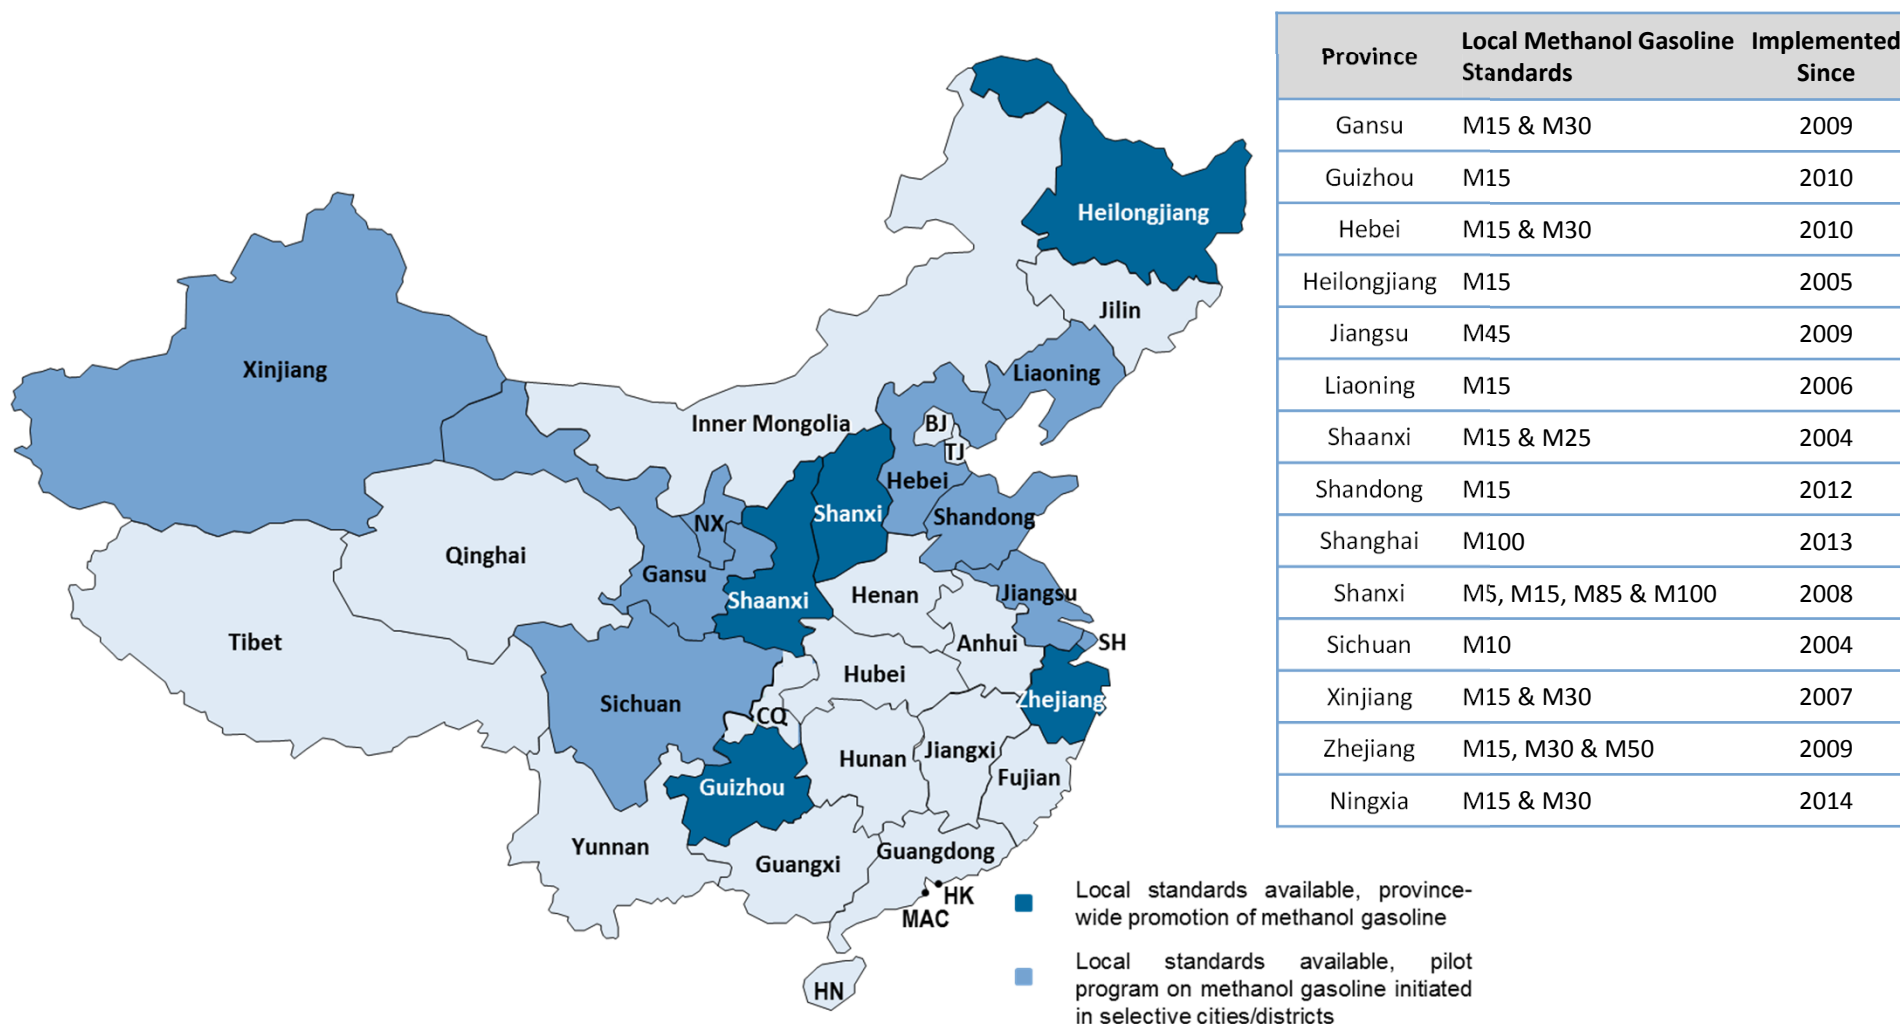 Province Local Methanol Gasoline Standards Implemented Since
Gansu M15 & M30 2009
Guizhou M15 2010
Hebei M15 & M30 2010
Heilongjiang M15 2005
Jiangsu M45 2009
Liaoning M15 2006
Shaanxi M15 & M25 2004
Shandong M15 2012
Shanghai M100 2013
Shanxi M5, M15, M85 & M100 2008
Sichuan M10 2004
Xinjiang M15 & M30 2007
Zhejiang M15, M30 & M50 2009
Ningxia M15 & M30 2014
Heilongjiang
Jilin
Xinjiang
Liaoning
Inner Mongolia
BJ
TJ
Hebei
Shanxi
NX
Shandong
Qinghai
Gansu
Shaanxi
Henan
Jiangsu
Tibet
Anhui
SH
Hubei
Sichuan
Zhejiang
CQ
Hunan
Jiangxi
Guizhou
Fujian
Yunnan
Guangxi
Guangdong
HK
MAC
HN
Local standards available, province-
wide promotion of methanol gasoline
Local standards available, pilot
program on methanol gasoline initiated
in selective cities/districts